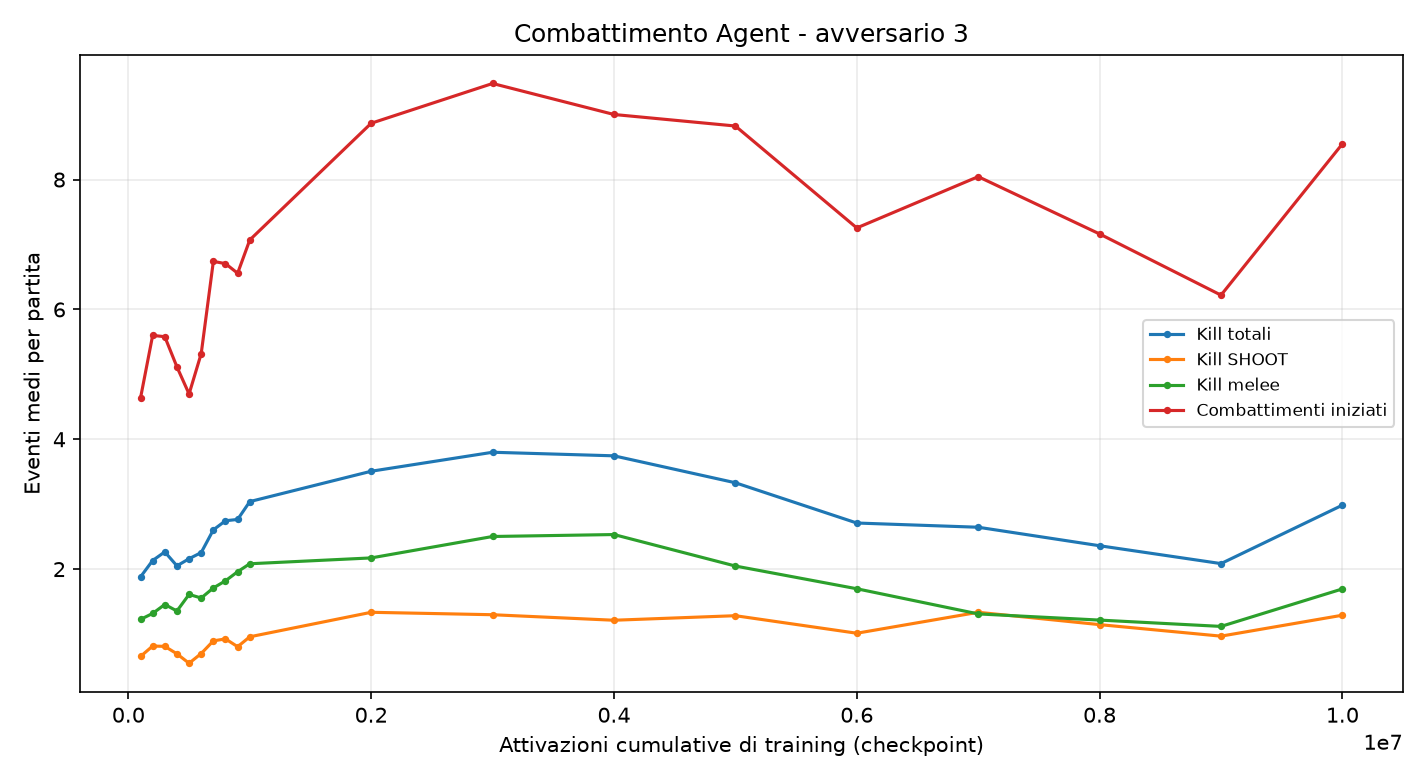 Combattimento Agent - avversario 3
Eventi medi per partita
8
6
4
2
Kill totali
Kill SHOOT
Kill melee
Combattimenti iniziati
0.0 0.2 0.4 0.6 0.8 1.0
1e7
Attivazioni cumulative di training (checkpoint)